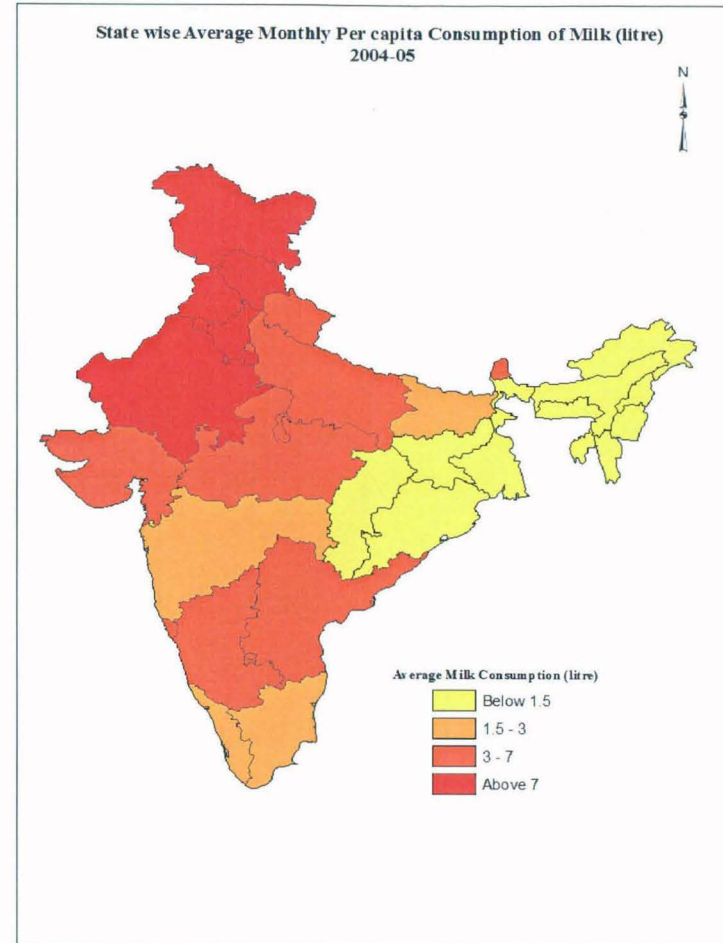 State wise Average Monthly Per capita Consumption of Milk (litre)
2004-05
N
Average Milk Consumption (litre)
Below 1.5
1.5 - 3
3 - 7
Above 7